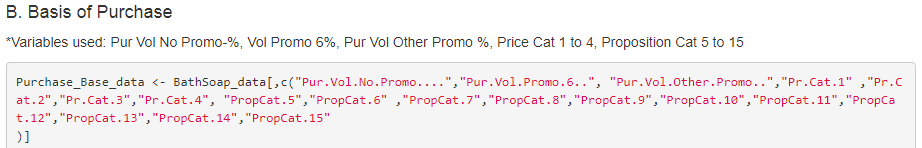 B. Basis of Purchase
*Variables used: Pur Vol No Promo-%, Vol Promo 6%, Pur Vol Other Promo %, Price Cat 1 to 4, Proposition Cat 5 to 15
Purchase_Base_data <- BathSoap_data[,c("Pur.Vol.No.Promo....","Pur.Vol.Promo.6..", "Pur.Vol.Other.Promo..","Pr.Cat.1" ,"Pr.C
at.2","Pr.Cat.3","Pr.Cat.4", "PropCat.5","PropCat.6" ,"PropCat.7","PropCat.8","PropCat.9","PropCat.10","PropCat.11","PropCa
t.12","PropCat.13","PropCat.14","PropCat.15"
)]